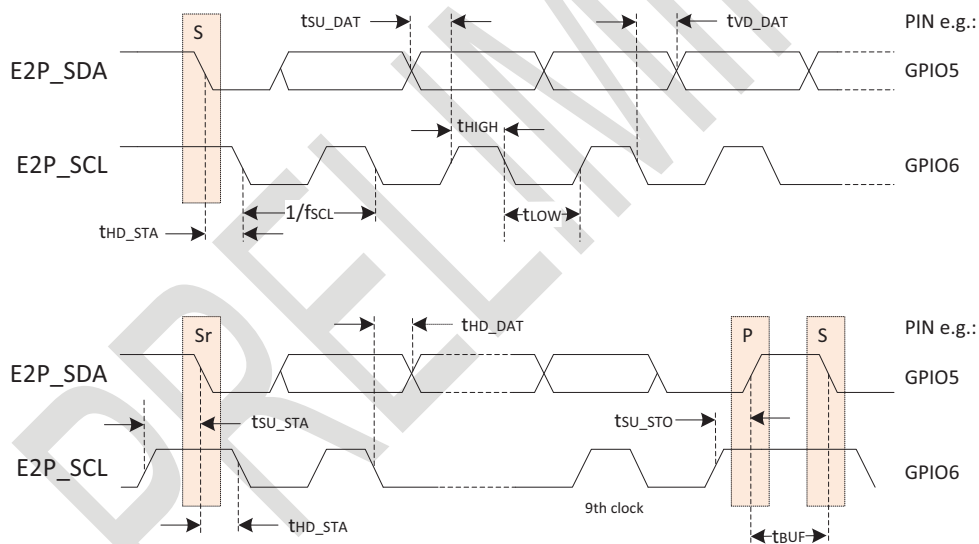 S tSU_DAT tVD_DAT PIN e.g.:
E2P_SDA GPIO5
tHIGH
E2P_SCL GPIO6
1/fSCL tLOW
tHD_STA
Sr tHD_DAT P S PIN e.g.:
E2P_SDA GPIO5
tSU_STA tSU_STO
E2P_SCL GPIO6
9th clock
tHD_STA tBUF
PRELIM